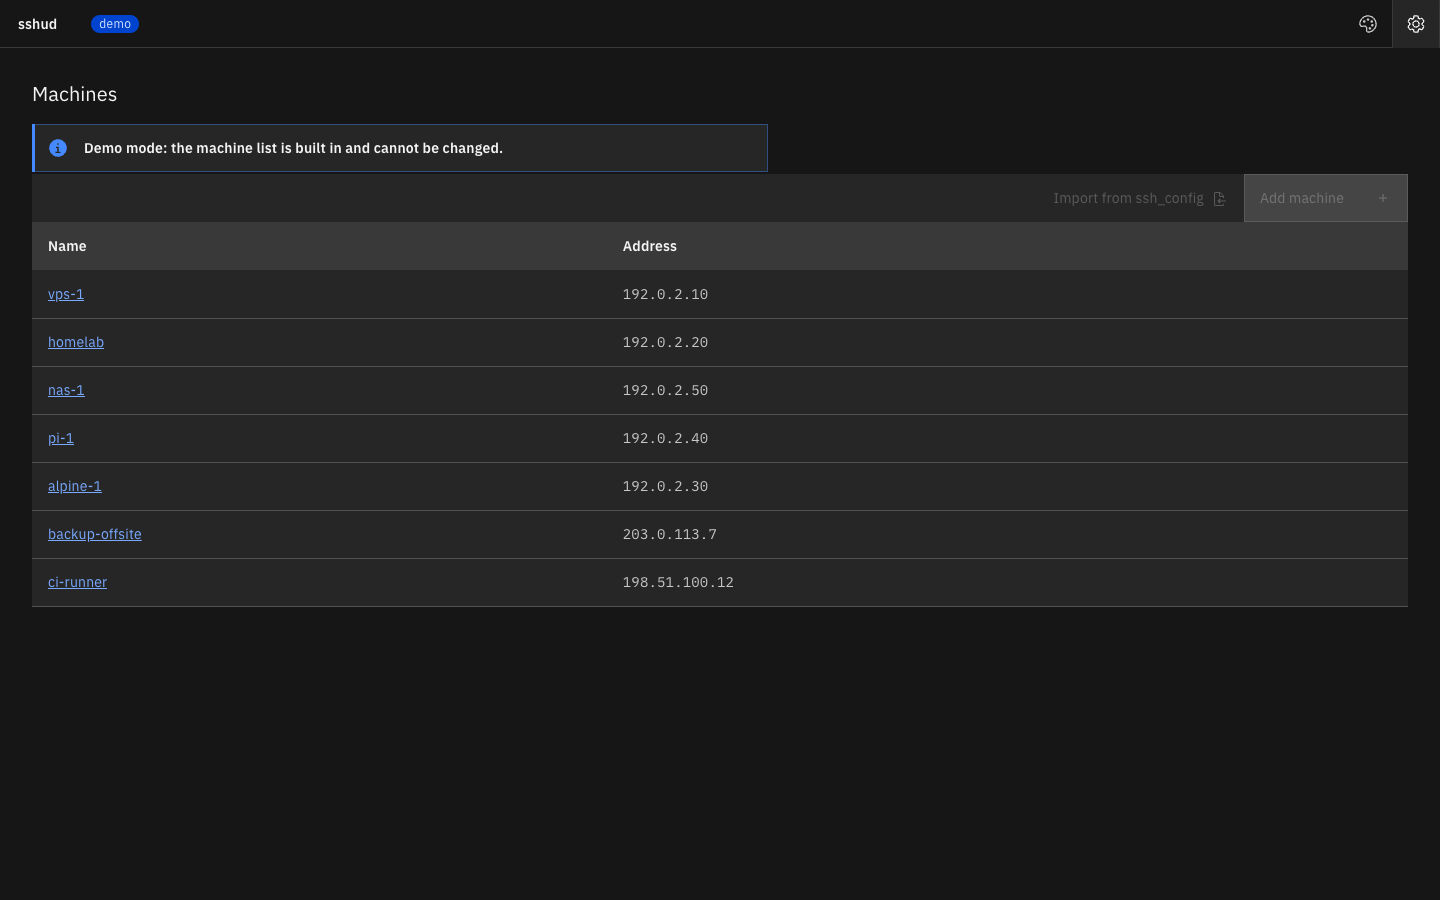 sshud demo
Machines
Demo mode: the machine list is built in and cannot be changed.
Import from ssh_config Add machine +
Name Address
vps-1 192.0.2.10
homelab 192.0.2.20
nas-1 192.0.2.50
pi-1 192.0.2.40
alpine-1 192.0.2.30
backup-offsite 203.0.113.7
ci-runner 198.51.100.12